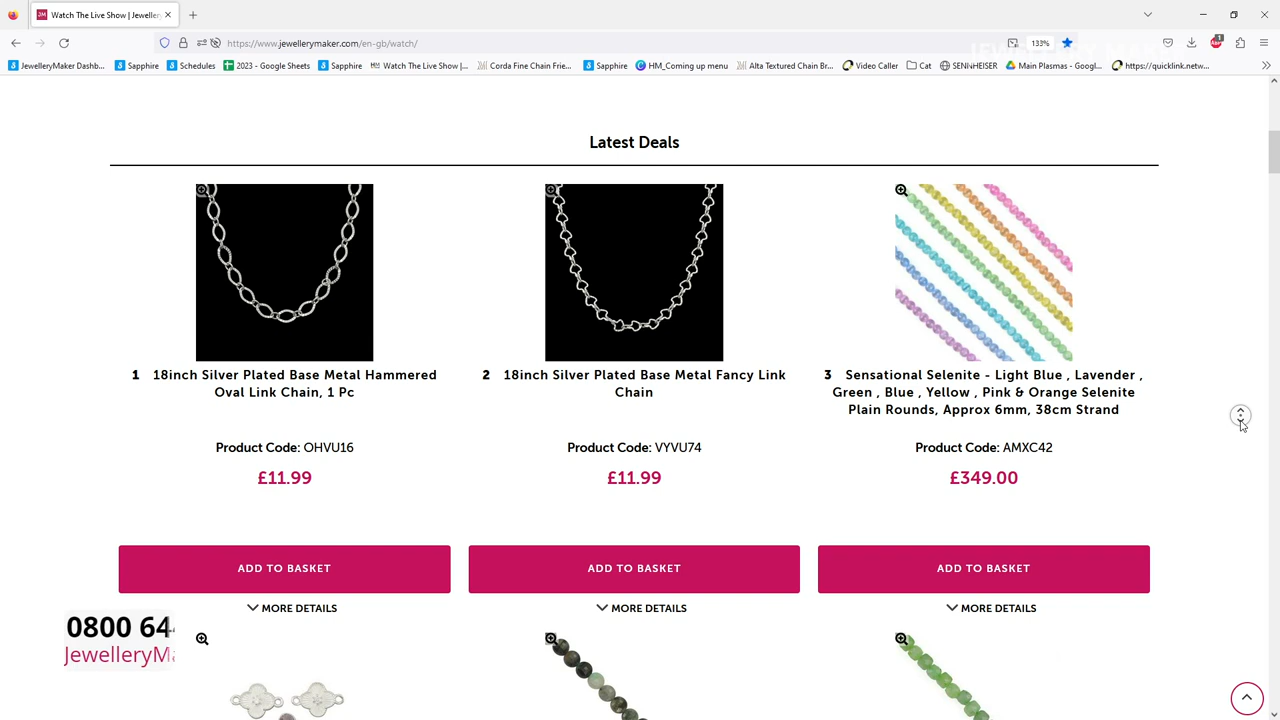 Watch The Live Show | Jeweller
https://www.jewellerymaker.com/en-gb/watch/
133%
1
JewelleryMaker Dashb...
Sapphire
Schedules
2023 - Google Sheets
Sapphire
Watch The Live Show |...
Corda Fine Chain Frie...
Sapphire
HM_Coming up menu
Alta Textured Chain Br...
Video Caller
Cat
SENNHEISER
Main Plasmas - Googl...
https://quicklink.netw...
Latest Deals
1 18inch Silver Plated Base Metal Hammered
Oval Link Chain, 1 Pc
Product Code: OHVU16
£11.99
ADD TO BASKET
MORE DETAILS
2 18inch Silver Plated Base Metal Fancy Link
Chain
Product Code: VYVU74
£11.99
ADD TO BASKET
MORE DETAILS
3 Sensational Selenite - Light Blue , Lavender ,
Green , Blue , Yellow , Pink & Orange Selenite
Plain Rounds, Approx 6mm, 38cm Strand
Product Code: AMXC42
£349.00
ADD TO BASKET
MORE DETAILS
0800 64
JewelleryM